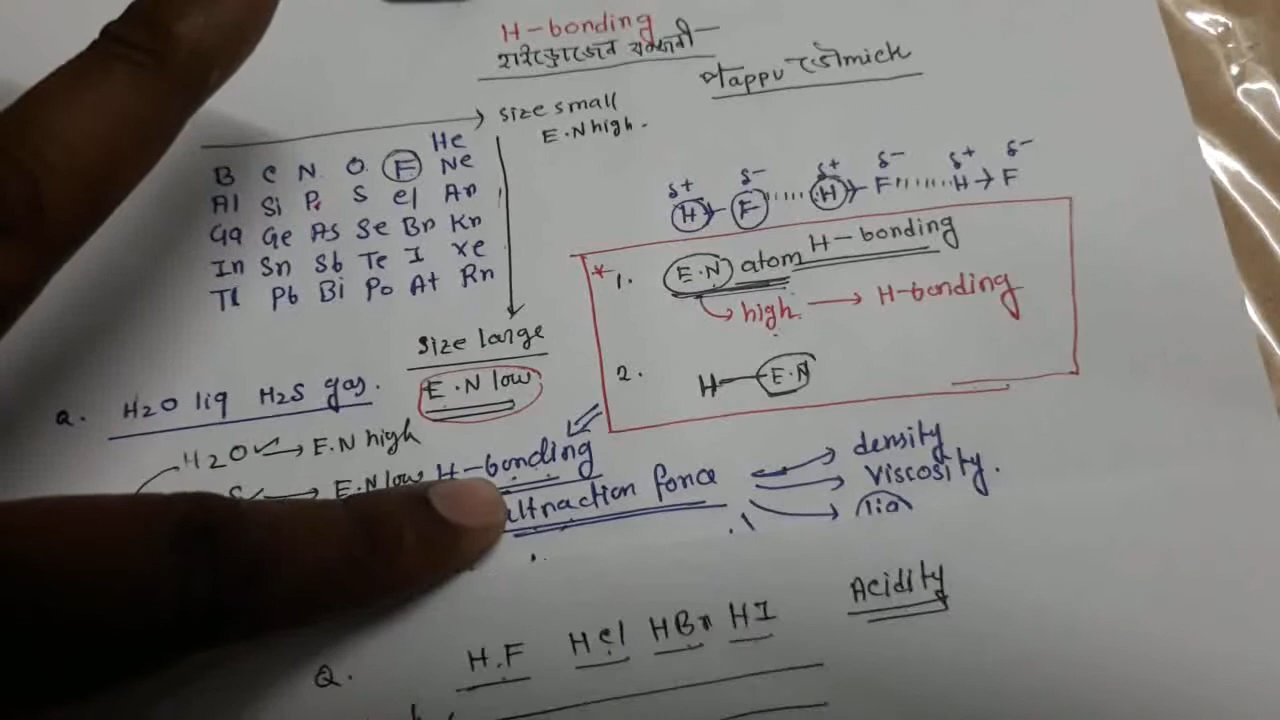 H-bonding
হাইড্রোজেন বন্ধনী
size small
E.N high.
He
B C N O F Ne
Al Si P S Cl Ar
Ga Ge As Se Br Kr
In Sn Sb Te I Xe
Tl Pb Bi Po At Rn
size large
E.N low
δ+ δ- δ+ δ- δ+ δ-
H F ...... H F ...... H → F
* 1. E.N atom H-bonding
high. → H-bonding
2. H—E.N
Q. H2O liq H2S gas.
H2O → E.N high
S → E.N low
H-bonding
attraction force
density
viscosity.
liq
Acidity
Q. H.F HCl HBr HI